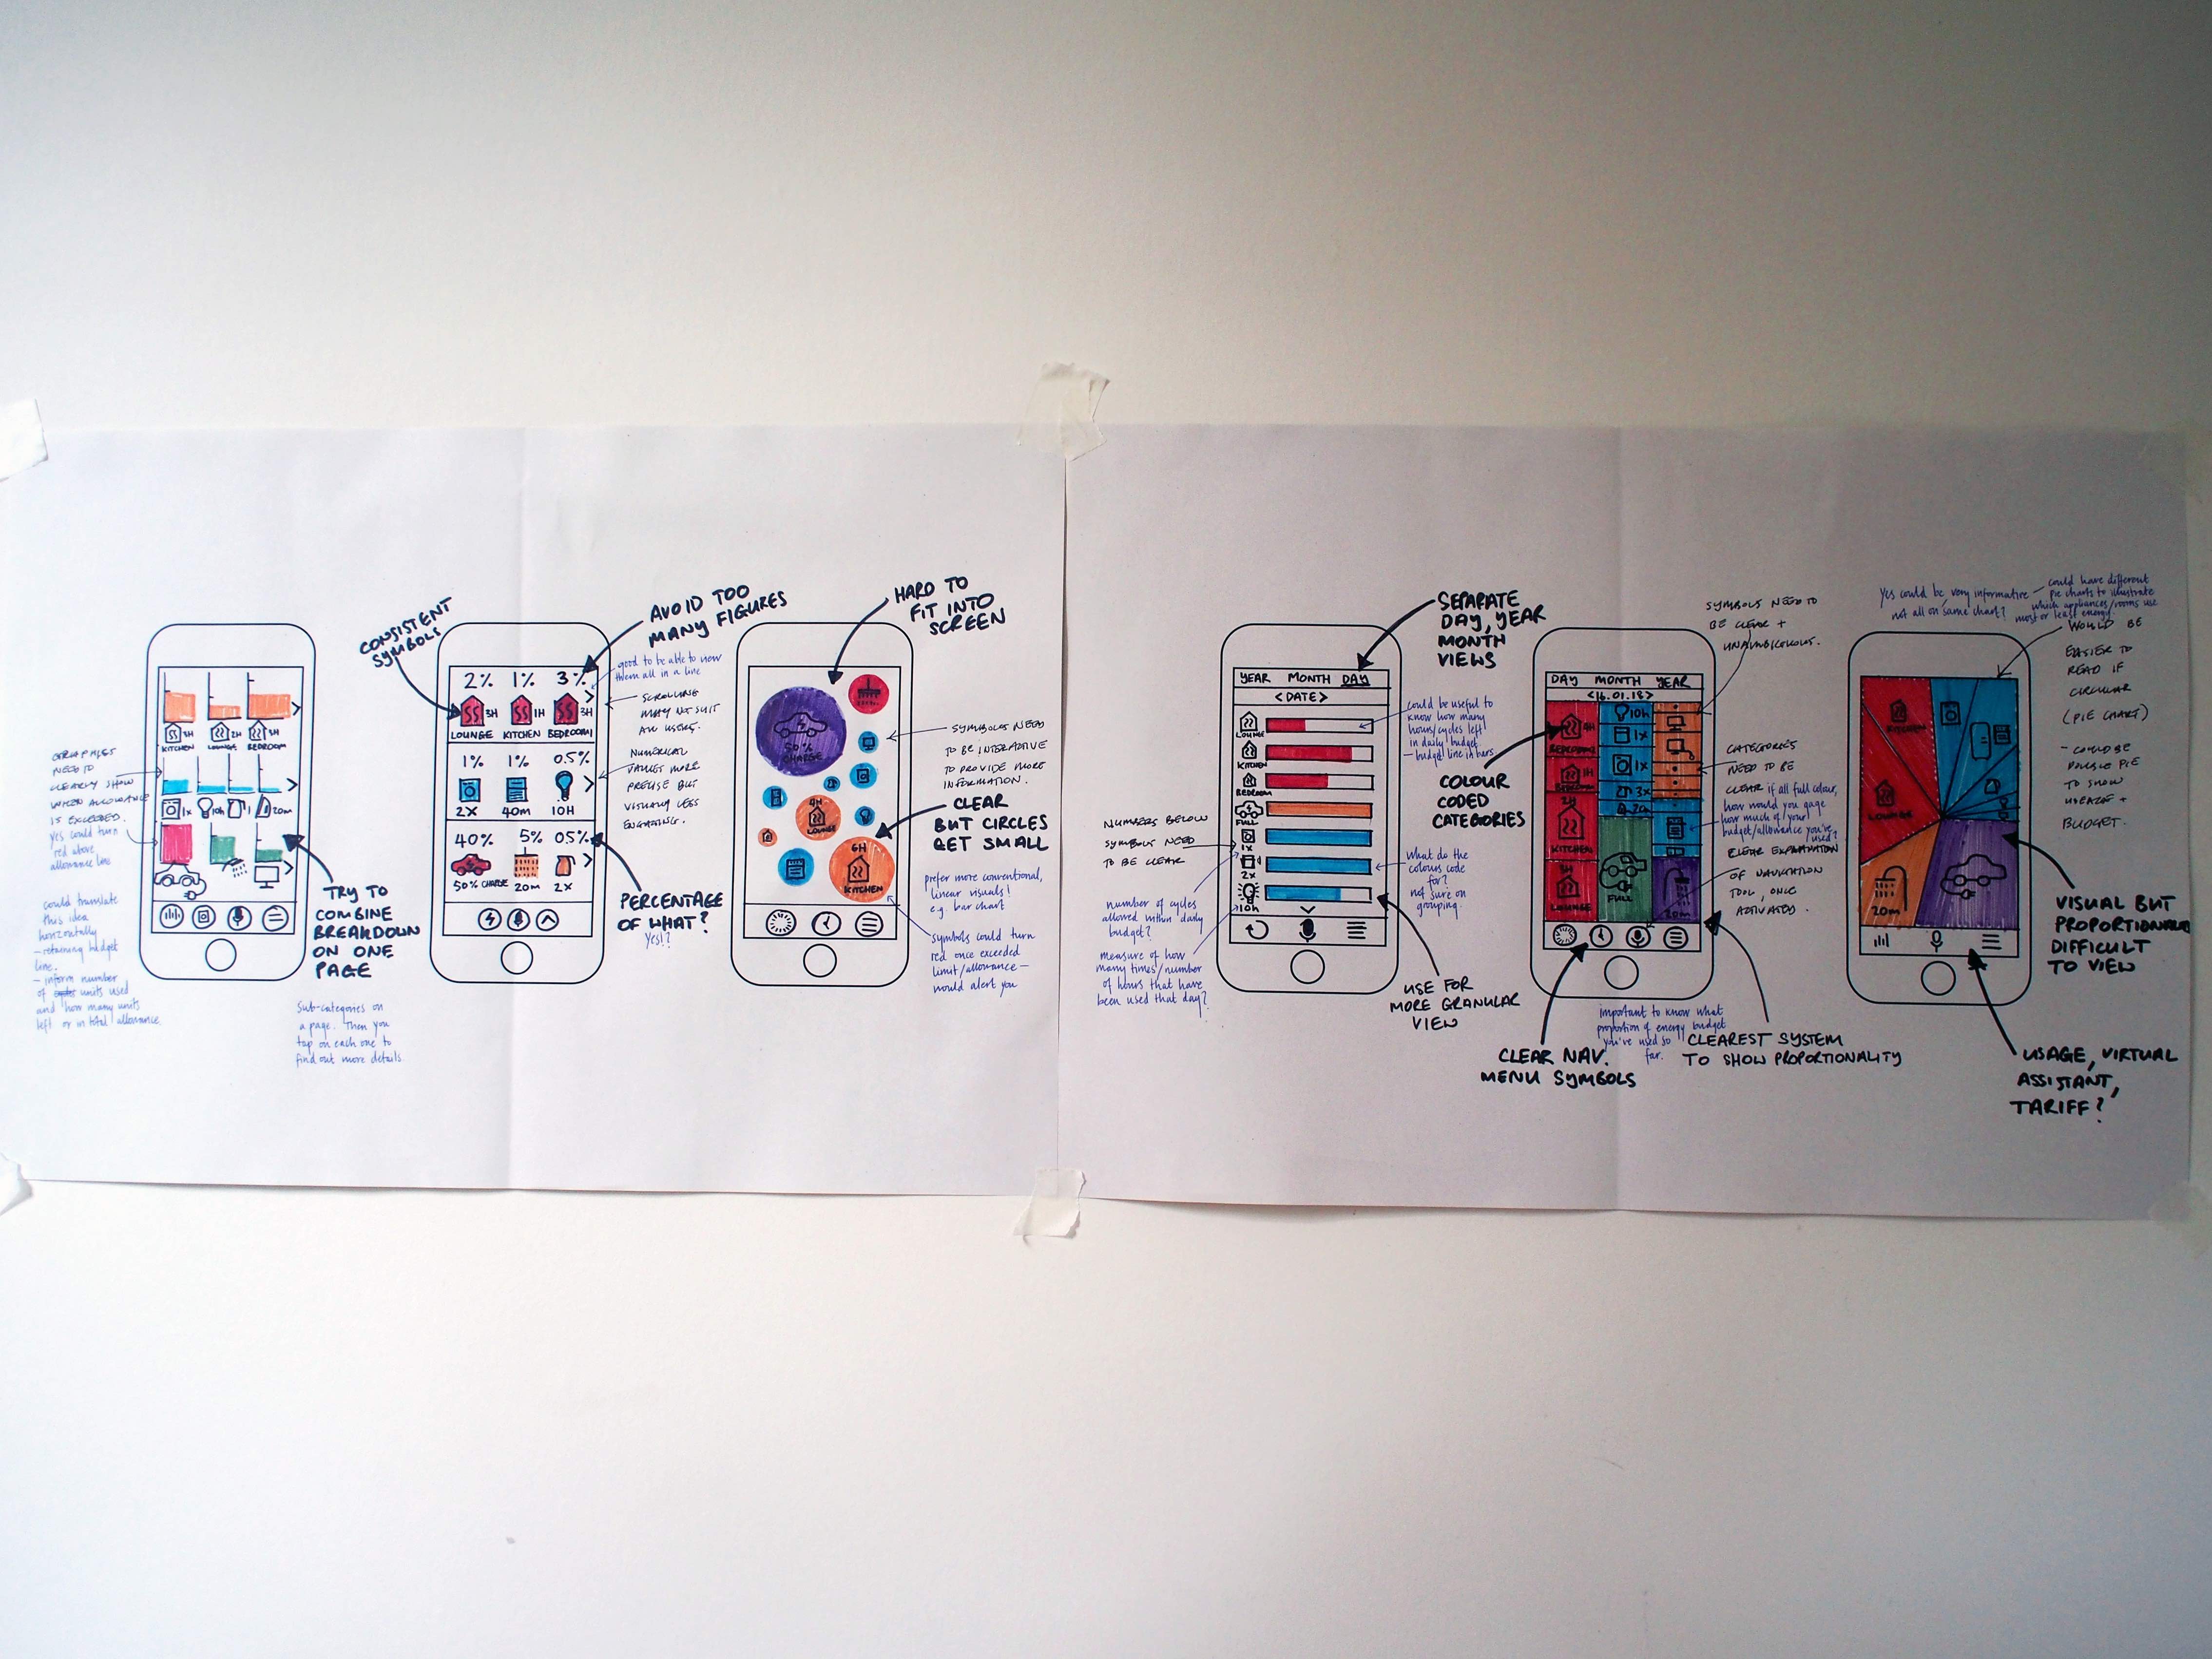 CONSISTENT
SYMBOLS
AVOID TOO
MANY FIGURES
good to be able to view
them all in a line
SCROLLING
MAY NOT SUIT
ALL USERS.
NUMERICAL
VALUES MORE
PRECISE BUT
VISUALLY LESS
ENGAGING.
HARD TO
FIT INTO
SCREEN
GRAPHICS
NEED TO
CLEARLY SHOW
WHEN ALLOWANCE
IS EXCEEDED.
yes could turn
red above
allowance line
could translate
this idea
horizontally
— retaining budget
line.
— inform number
of units used
and how many units
left or in total allowance.
3H
KITCHEN
2H
LOUNGE
3H
BEDROOM
1x
10h
1
20m
TRY TO
COMBINE
BREAKDOWN
ON ONE
PAGE
Sub-categories on
a page. Then you
tap on each one to
find out more details
2% 1% 3%
3H 1H 3H
LOUNGE KITCHEN BEDROOM1
1% 1% 0.5%
2X 40m 10H
40% 5% 0.5%
50% CHARGE 20m 2X
PERCENTAGE
OF WHAT?
Yes!?
50%
CHARGE
4H
LOUNGE
6H
KITCHEN
SYMBOLS NEED
TO BE INTERACTIVE
TO PROVIDE MORE
INFORMATION.
CLEAR
BUT CIRCLES
GET SMALL
prefer more conventional,
linear visuals!
e.g. bar chart
symbols could turn
red once exceeded
limit/allowance —
would alert you
SEPARATE
DAY, YEAR
MONTH
VIEWS
YEAR MONTH DAY
<DATE>
LOUNGE
KITCHEN
BEDROOM
FULL
1x
2x
10h
could be useful to
know how many
hours/cycles left
in daily budget
— budget line in bars
NUMBERS BELOW
SYMBOLS NEED
TO BE CLEAR
number of cycles
allowed within daily
budget?
measure of how
many times/number
of hours that have
been used that day?
What do the
colours code
for?
not sure on
grouping.
USE FOR
MORE GRANULAR
VIEW
COLOUR
CODED
CATEGORIES
DAY MONTH YEAR
<16.01.18>
4H
BEDROOM
1H
BEDROOM
2H
KITCHEN
3H
LOUNGE
10h
1x
1x
3x
20m
FULL
20m
SYMBOLS NEED TO
BE CLEAR +
UNAMBIGUOUS.
CATEGORIES
NEED TO BE
CLEAR
if all full colour,
how would you gage
how much of your
budget/allowance you've
used?
CLEAR EXPLANATION
OF NAVIGATION
TOOL, ONCE
ACTIVATED.
CLEAR NAV.
MENU SYMBOLS
important to know what
proportion of energy budget
you've used so
far.
CLEAREST SYSTEM
TO SHOW PROPORTIONALITY
Yes could be very informative —
not all on same chart?
could have different
pie charts to illustrate
which appliances/rooms use
most or least energy.
WOULD BE
EASIER TO
READ IF
CIRCULAR
(PIE CHART)
- COULD BE
DOUBLE PIE
TO SHOW
USEAGE +
BUDGET.
KITCHEN
LOUNGE
20m
VISUAL BUT
DIFFICULT
TO VIEW
USAGE, VIRTUAL
ASSISTANT,
TARIFF?